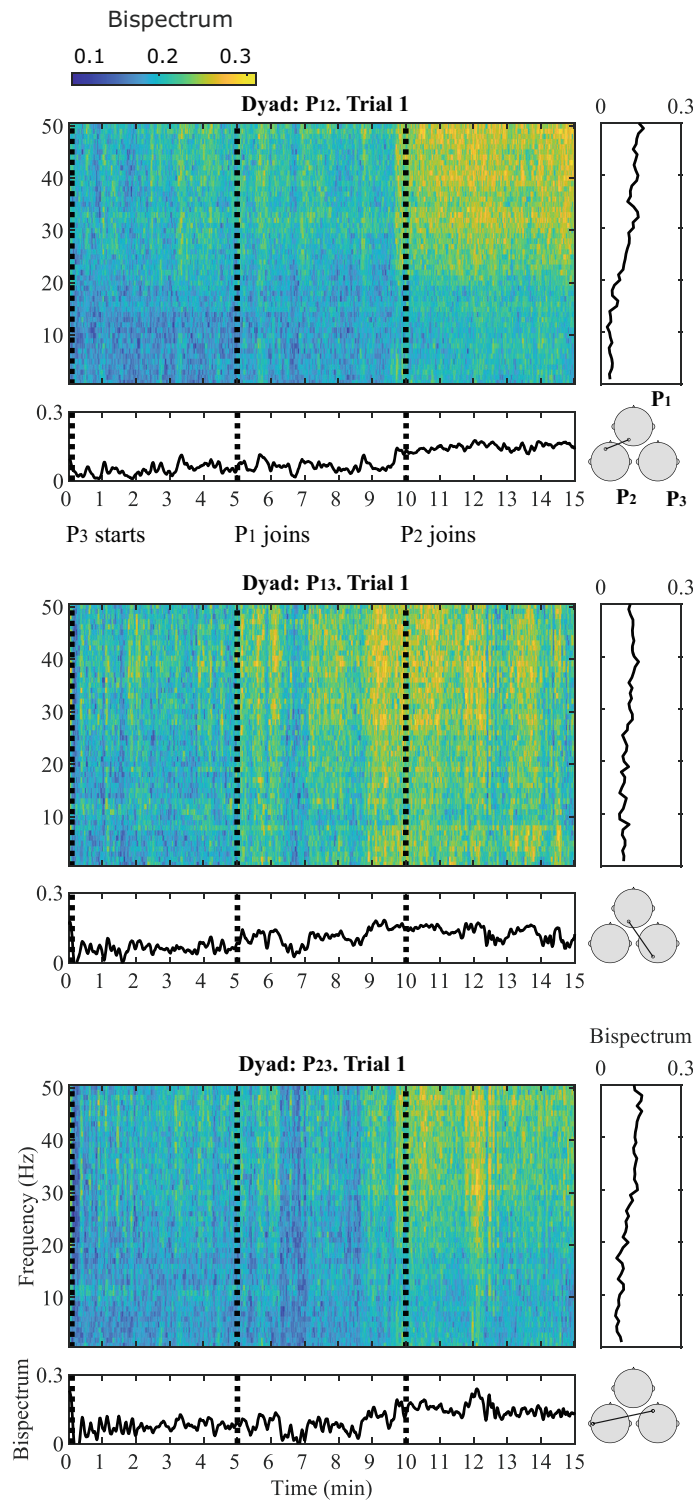 Bispectrum
0.1 0.2 0.3
Dyad: P12. Trial 1
0 0.3
50
40
30
20
10
P1
0.3
0
0 1 2 3 4 5 6 7 8 9 10 11 12 13 14 15
P2 P3
P3 starts P1 joins P2 joins
Dyad: P13. Trial 1
0 0.3
50
40
30
20
10
0.3
0
0 1 2 3 4 5 6 7 8 9 10 11 12 13 14 15
Bispectrum
Dyad: P23. Trial 1
0 0.3
50
40
30
20
10
Frequency (Hz)
0.3
0
Bispectrum
0 1 2 3 4 5 6 7 8 9 10 11 12 13 14 15
Time (min)